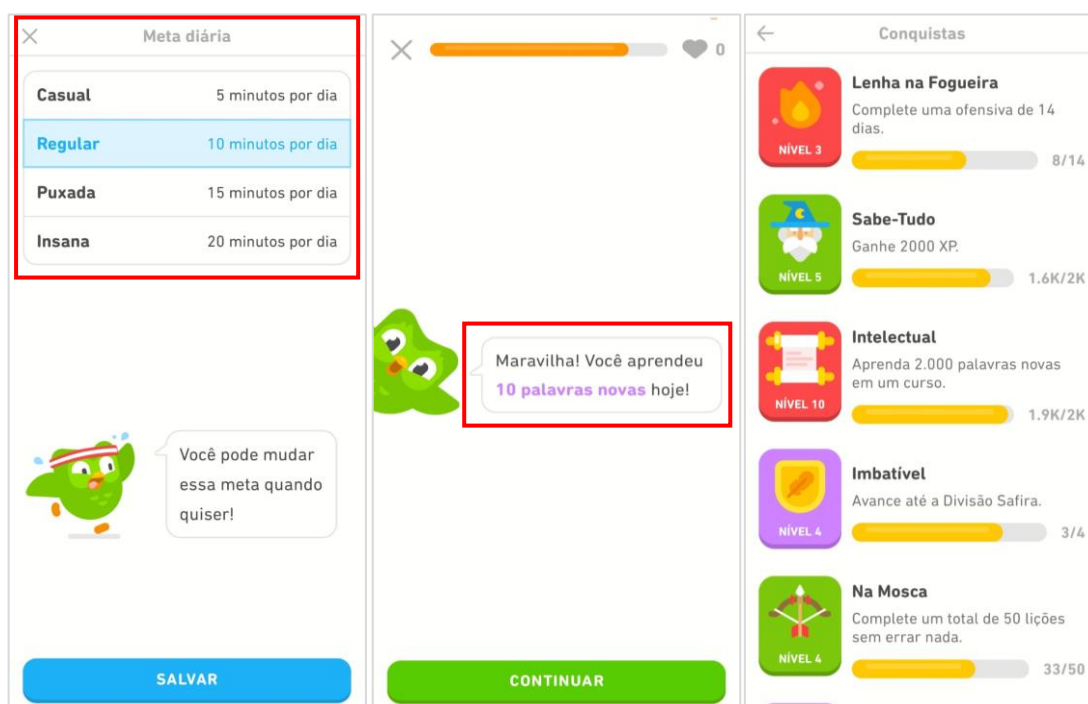 Meta diária
Casual 5 minutos por dia
Regular 10 minutos por dia
Puxada 15 minutos por dia
Insana 20 minutos por dia
Você pode mudar
essa meta quando
quiser!
SALVAR
0
Maravilha! Você aprendeu
10 palavras novas hoje!
CONTINUAR
Conquistas
Lenha na Fogueira
Complete uma ofensiva de 14
dias.
NÍVEL 3
8/14
Sabe-Tudo
Ganhe 2000 XP.
NÍVEL 5
1.6K/2K
Intelectual
Aprenda 2.000 palavras novas
em um curso.
NÍVEL 10
1.9K/2K
Imbatível
Avance até a Divisão Safira.
NÍVEL 4
3/4
Na Mosca
Complete um total de 50 lições
sem errar nada.
NÍVEL 4
33/50